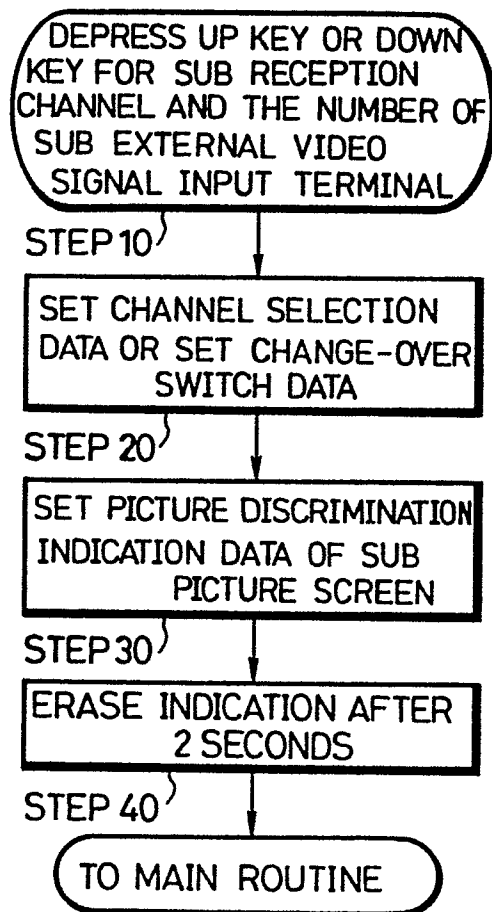 DEPRESS UP KEY OR DOWN
KEY FOR SUB RECEPTION
CHANNEL AND THE NUMBER OF
SUB EXTERNAL VIDEO
SIGNAL INPUT TERMINAL
STEP 10
SET CHANNEL SELECTION
DATA OR SET CHANGE-OVER
SWITCH DATA
STEP 20
SET PICTURE DISCRIMINATION
INDICATION DATA OF SUB
PICTURE SCREEN
STEP 30
ERASE INDICATION AFTER
2 SECONDS
STEP 40
TO MAIN ROUTINE